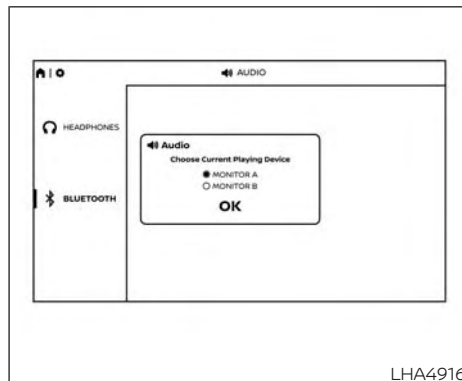 AUDIO
HEADPHONES
Audio
Choose Current Playing Device
MONITOR A
MONITOR B
OK
BLUETOOTH
LHA4916